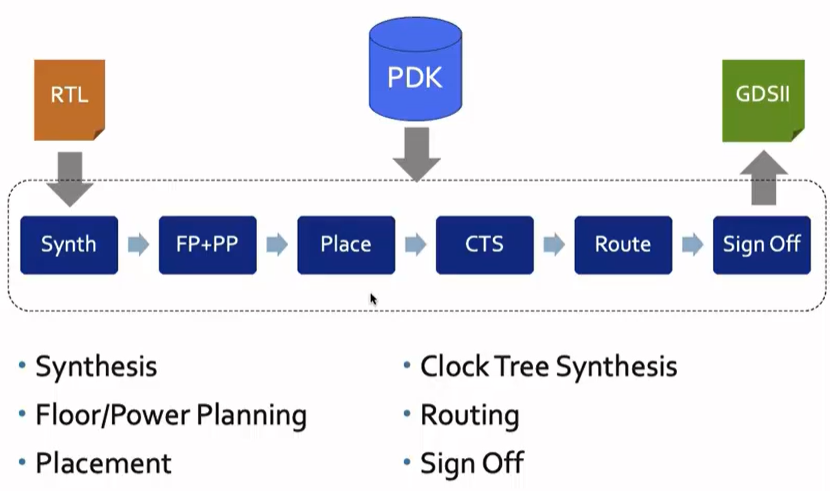 RTL
PDK
GDSII
Synth
FP+PP
Place
CTS
Route
Sign Off
• Synthesis
• Floor/Power Planning
• Placement
• Clock Tree Synthesis
• Routing
• Sign Off